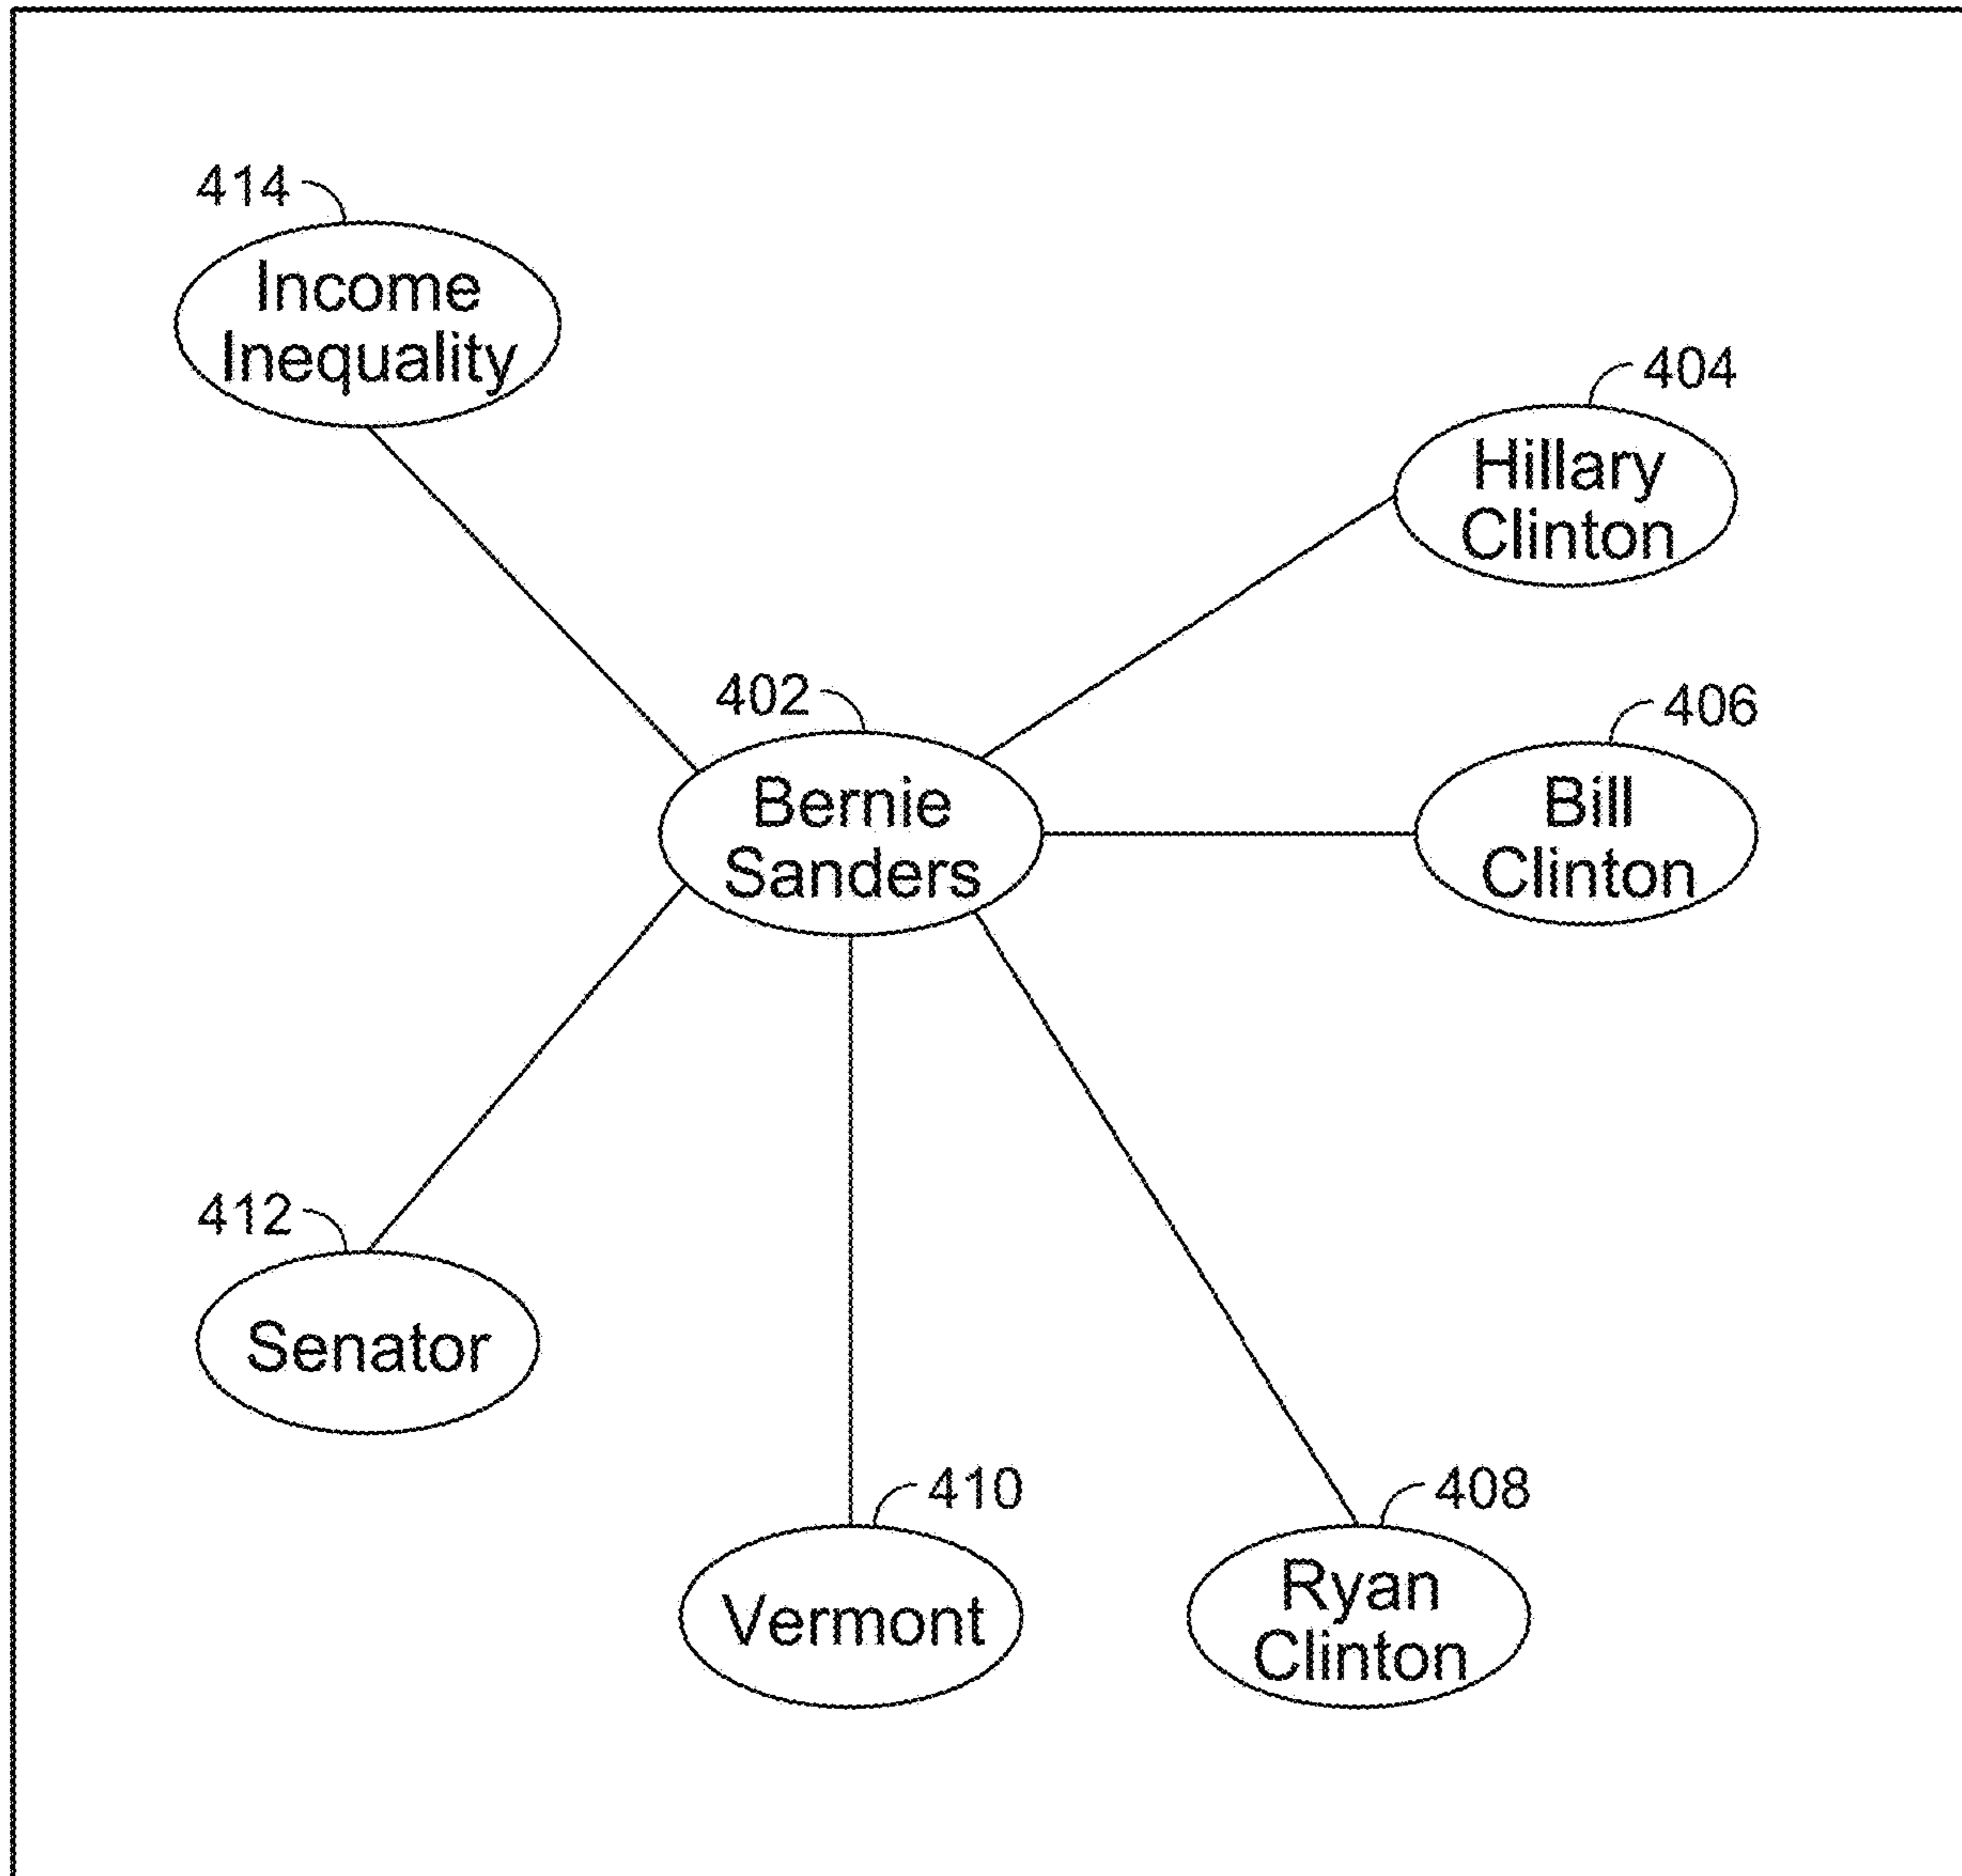 414
Income
Inequality
404
Hillary
Clinton
402
Bernie
Sanders
406
Bill
Clinton
412
Senator
410
Vermont
408
Ryan
Clinton